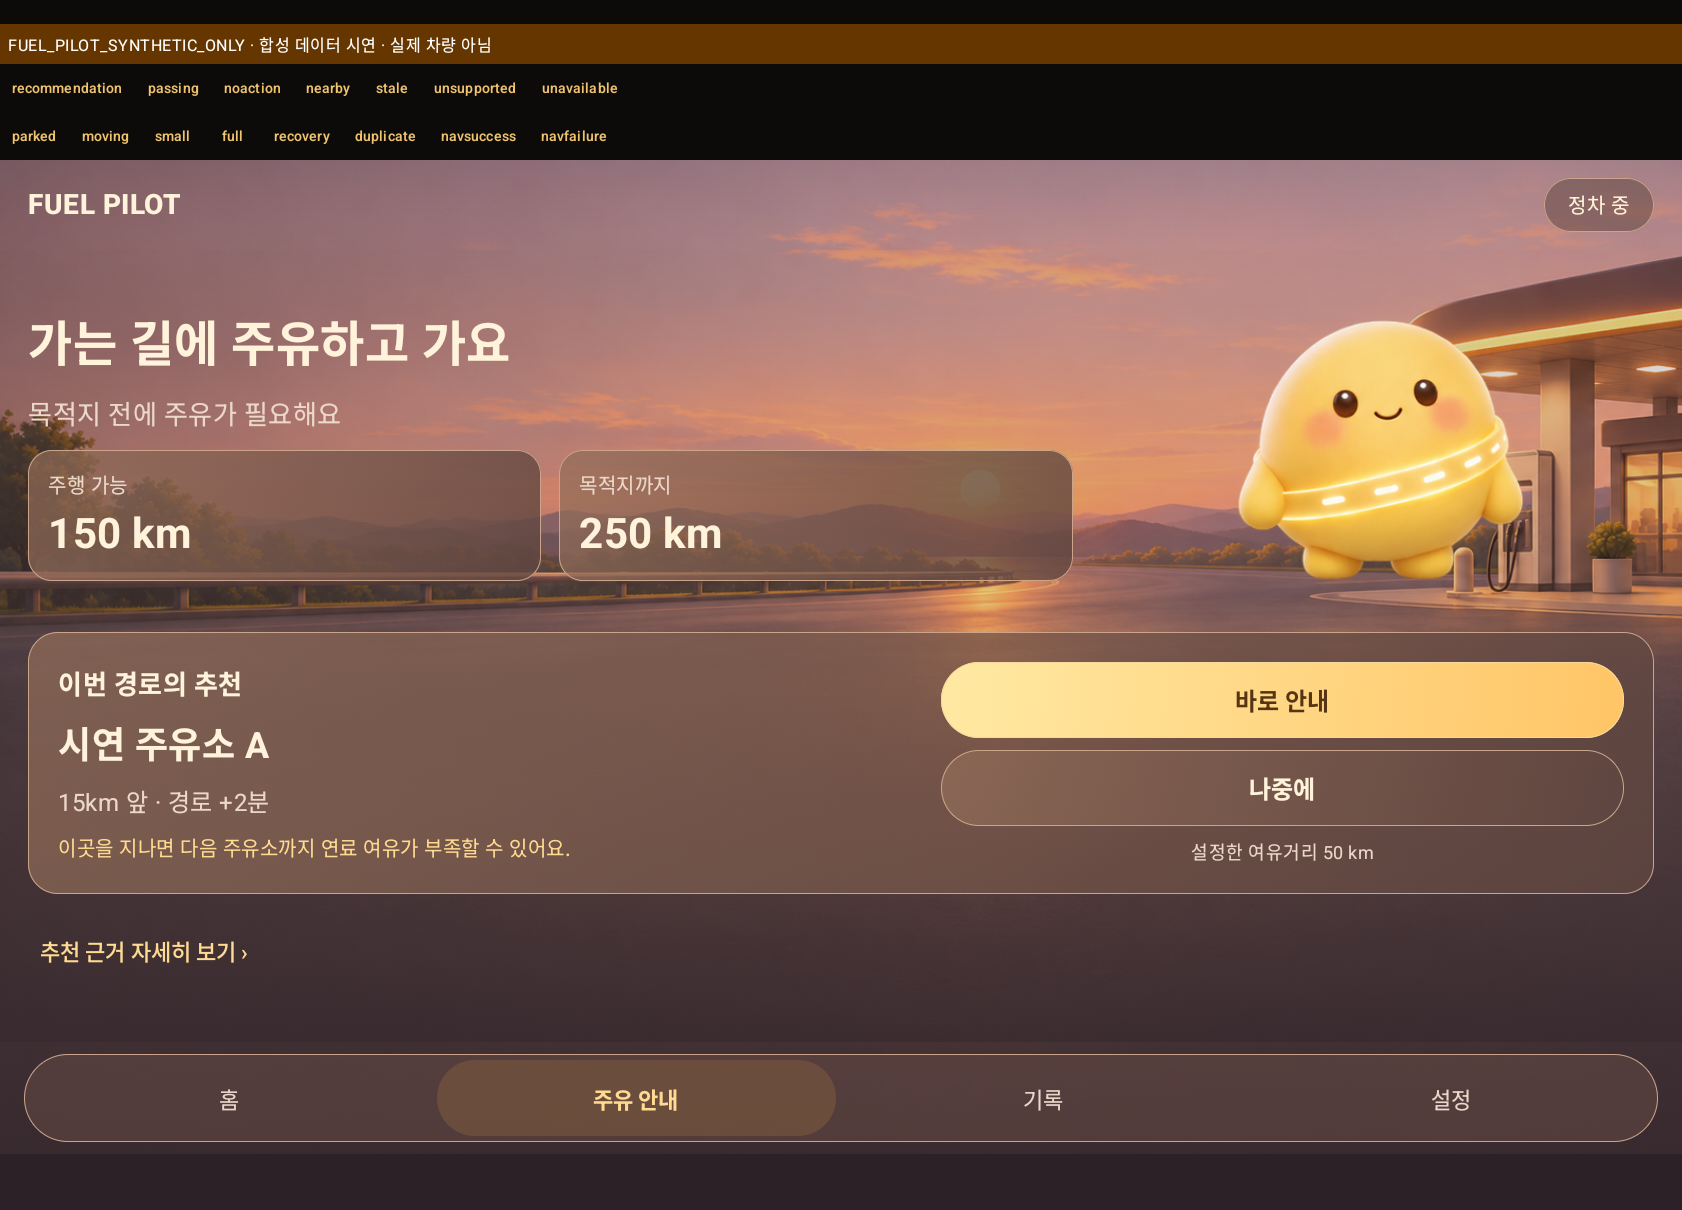 FUEL_PILOT_SYNTHETIC_ONLY · 합성 데이터 시연 · 실제 차량 아님
recommendation passing noaction nearby stale unsupported unavailable
parked moving small full recovery duplicate navsuccess navfailure
FUEL PILOT
정차 중
가는 길에 주유하고 가요
목적지 전에 주유가 필요해요
주행 가능
150 km
목적지까지
250 km
이번 경로의 추천
시연 주유소 A
15km 앞 · 경로 +2분
이곳을 지나면 다음 주유소까지 연료 여유가 부족할 수 있어요.
바로 안내
나중에
설정한 여유거리 50 km
추천 근거 자세히 보기 ›
홈 주유 안내 기록 설정